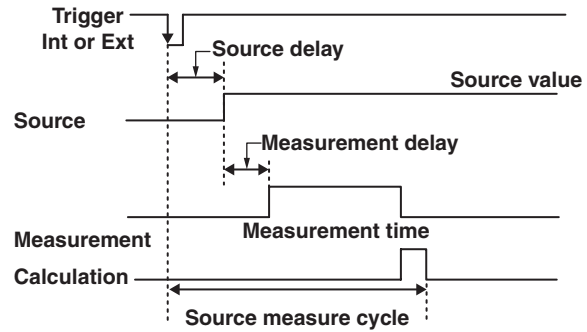 Trigger
Int or Ext
Source delay
Source value
Source
Measurement delay
Measurement time
Measurement
Calculation
Source measure cycle